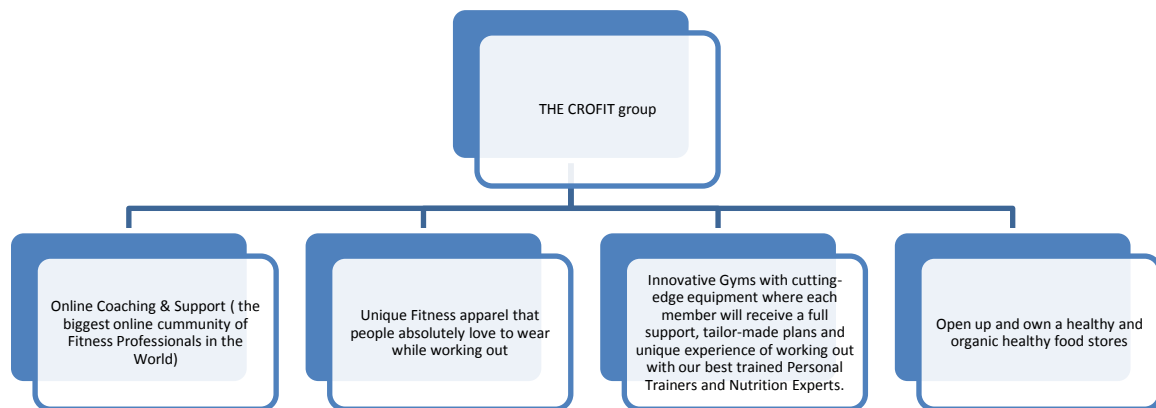 THE CROFIT group
Online Coaching & Support ( the
biggest online cummunity of
Fitness Professionals in the
World)
Unique Fitness apparel that
people absolutely love to wear
while working out
Innovative Gyms with cutting-
edge equipment where each
member will receive a full
support, tailor-made plans and
unique experience of working out
with our best trained Personal
Trainers and Nutrition Experts.
Open up and own a healthy and
organic healthy food stores